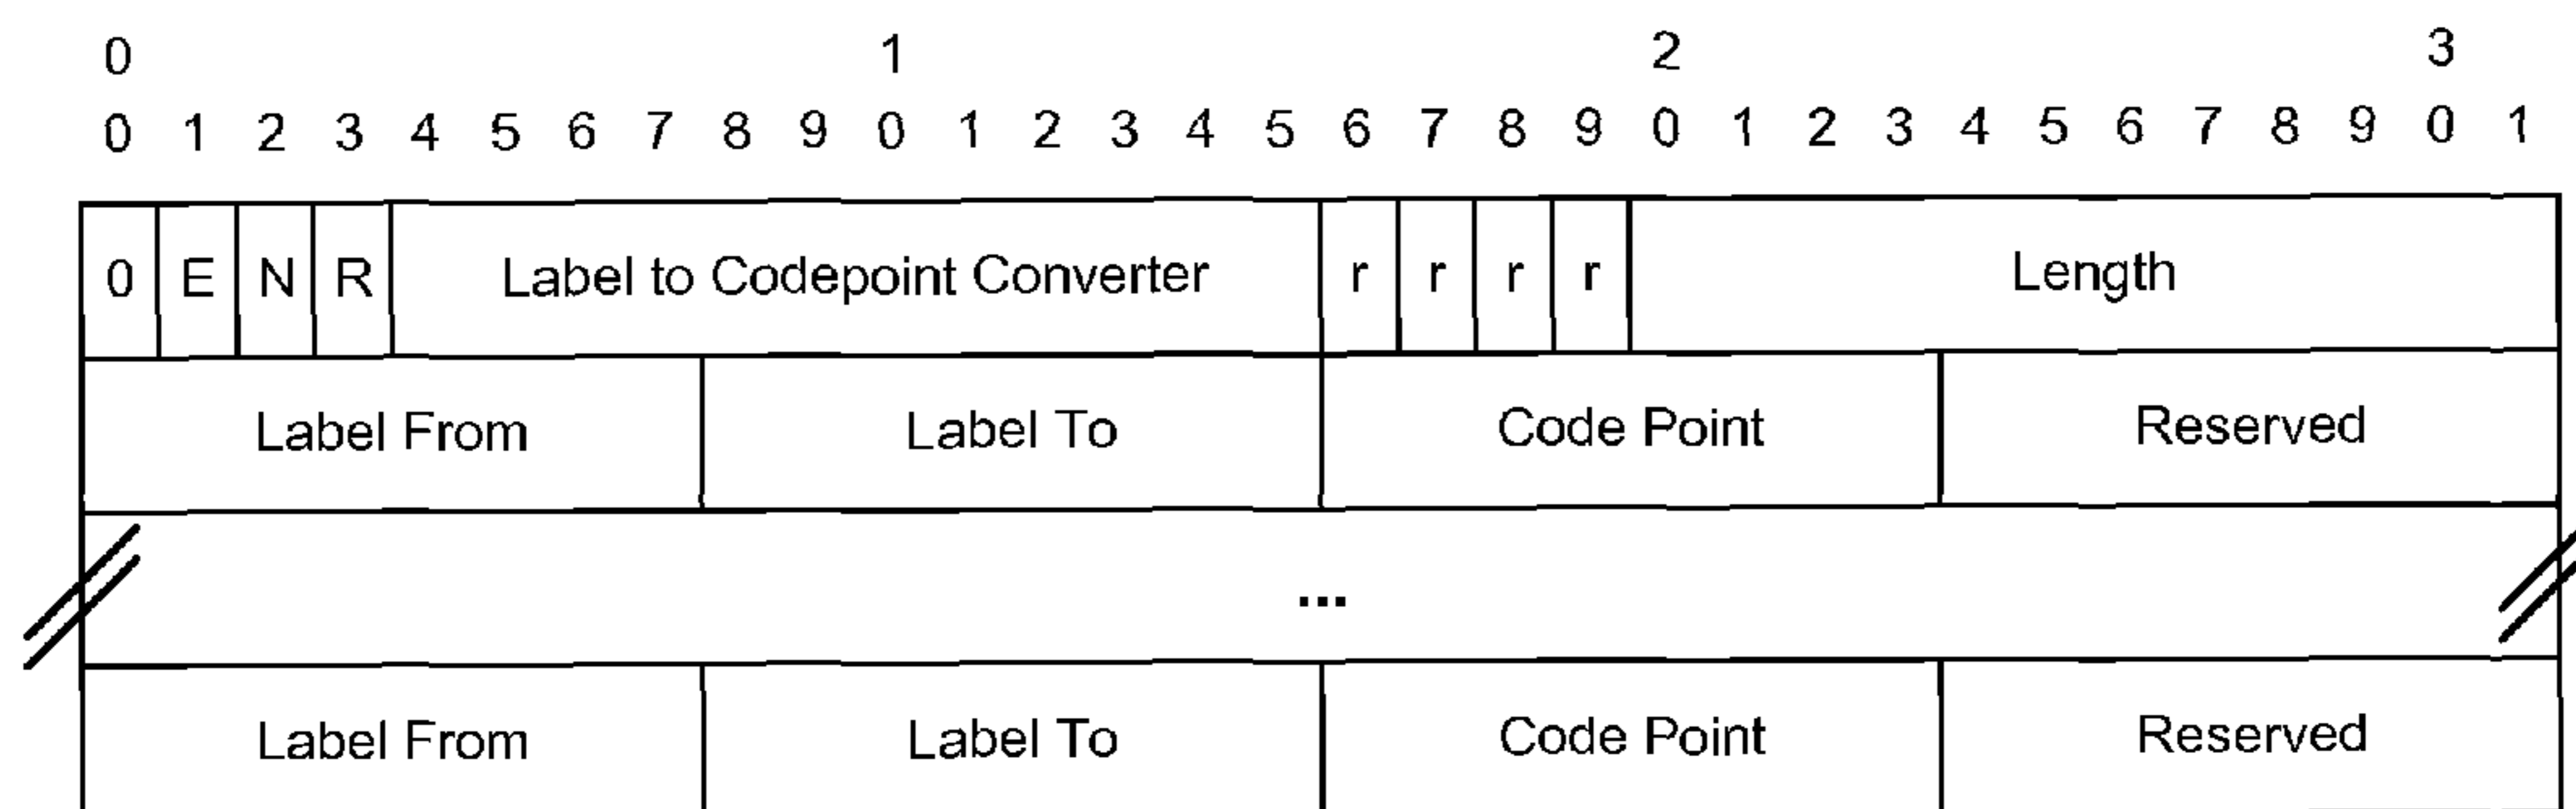 0 1 2 3
0 1 2 3 4 5 6 7 8 9 0 1 2 3 4 5 6 7 8 9 0 1 2 3 4 5 6 7 8 9 0 1
0 E N R Label to Codepoint Converter r r r r Length
Label From Label To Code Point Reserved
...
Label From Label To Code Point Reserved